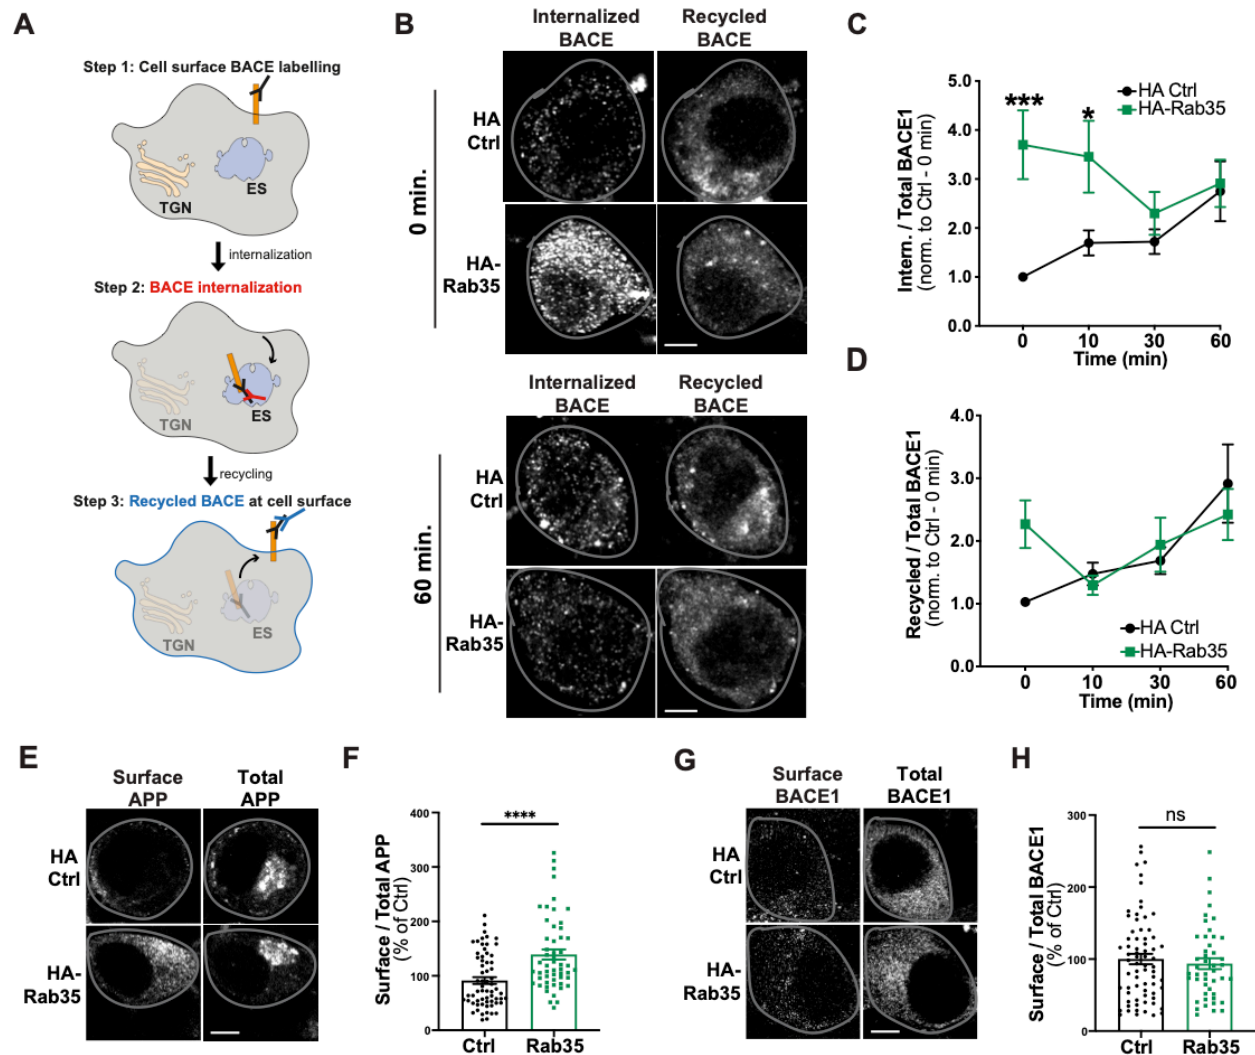 A
Step 1: Cell surface BACE labelling
TGN
ES
internalization
Step 2: BACE internalization
TGN
ES
recycling
Step 3: Recycled BACE at cell surface
TGN
ES
B
Internalized
BACE
Recycled
BACE
0 min.
HA
Ctrl
HA-
Rab35
Internalized
BACE
Recycled
BACE
60 min.
HA
Ctrl
HA-
Rab35
C
Intern. / Total BACE1
(norm. to Ctrl - 0 min)
5.0
4.0
3.0
2.0
1.0
0.0
***
*
HA Ctrl
HA-Rab35
0 10 30 60
Time (min)
D
Recycled / Total BACE1
(norm. to Ctrl - 0 min)
4.0
3.0
2.0
1.0
0.0
HA Ctrl
HA-Rab35
0 10 30 60
Time (min)
E
Surface
APP
Total
APP
HA
Ctrl
HA-
Rab35
F
Surface / Total APP
(% of Ctrl)
400
300
200
100
0
****
Ctrl Rab35
G
Surface
BACE1
Total
BACE1
HA
Ctrl
HA-
Rab35
H
Surface / Total BACE1
(% of Ctrl)
300
200
100
0
ns
Ctrl Rab35